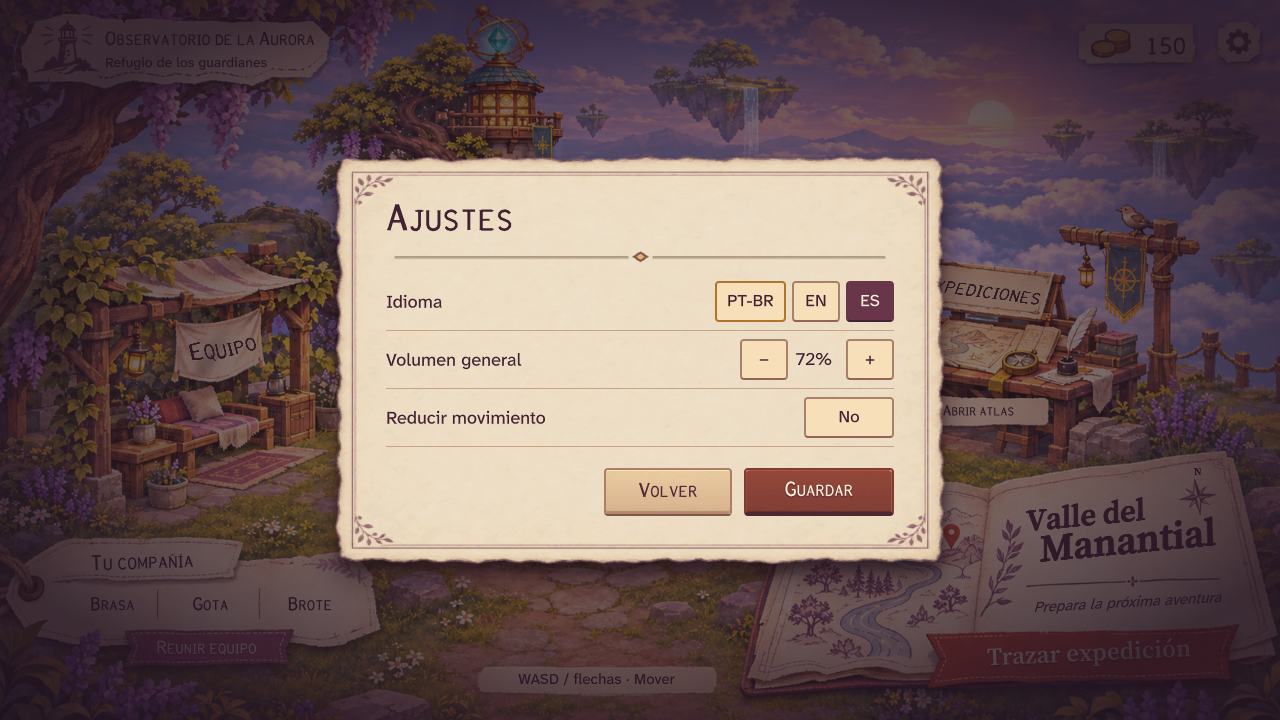 Observatorio de la Aurora
Refugio de los guardianes
150
Ajustes
Idioma
PT-BR
EN
ES
Volumen general
−
72%
+
Reducir movimiento
No
Volver
Guardar
Equipo
Abrir atlas
Tu compañía
Brasa
Gota
Brote
Reunir equipo
WASD / flechas · Mover
N
Valle del
Manantial
Prepara la próxima aventura
Trazar expedición